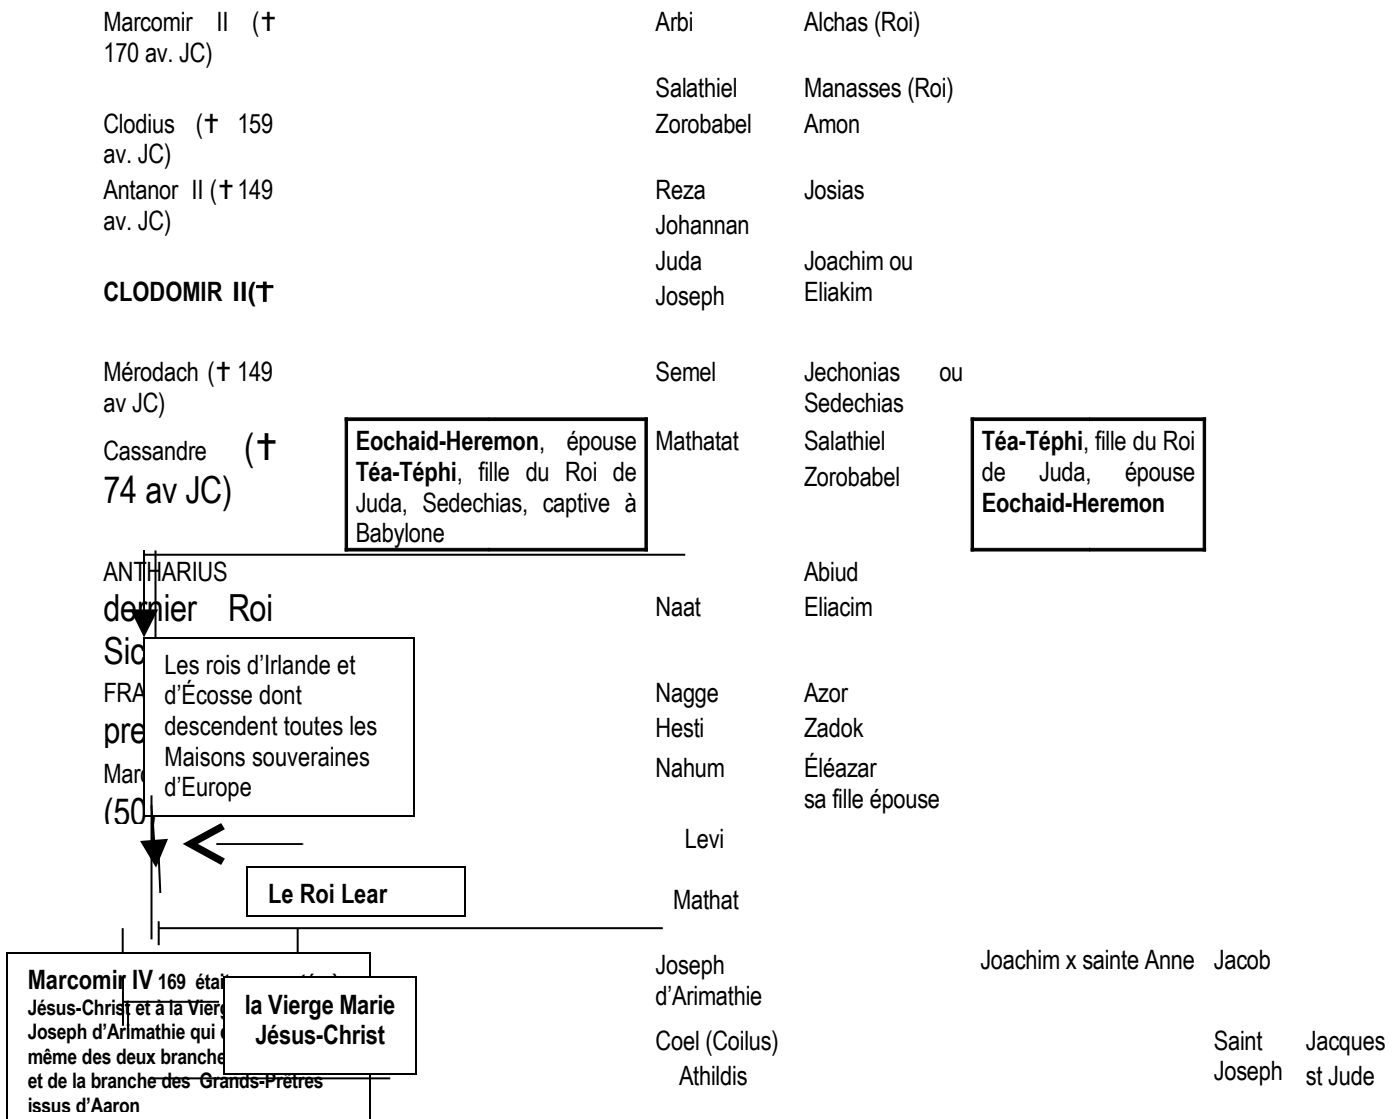 Marcomir II († Arbi Alchas (Roi)
170 av. JC)
Salathiel Manasses (Roi)
Clodius († 159 Zorobabel Amon
av. JC)
Antanor II († 149 Reza Josias
av. JC) Johannan
Juda Joachim ou
CLODOMIR II(† Joseph Eliakim
Mérodach († 149 Semel Jechonias ou
av JC) Sedechias
Cassandre († Mathatat Salathiel
74 av JC) Zorobabel
Eochaid-Heremon, épouse
Téa-Téphi, fille du Roi de
Juda, Sedechias, captive à
Babylone
Téa-Téphi, fille du Roi
de Juda, épouse
Eochaid-Heremon
ANTHARIUS Abiud
dernier Roi Naat Eliacim
Les rois d’Irlande et
d’Écosse dont
descendent toutes les
Maisons souveraines
d’Europe
Nagge Azor
Hesti Zadok
Nahum Éléazar
sa fille épouse
(50
Levi
Le Roi Lear
Mathat
Joseph Joachim x sainte Anne Jacob
d’Arimathie
Marcomir IV 169
Jésus-Christ et à la
Joseph d’Arimathie qui
même des deux
et de la branche des Grands-Prêtres
issus d’Aaron
la Vierge Marie
Jésus-Christ
Coel (Coilus) Saint Jacques
Athildis Joseph st Jude